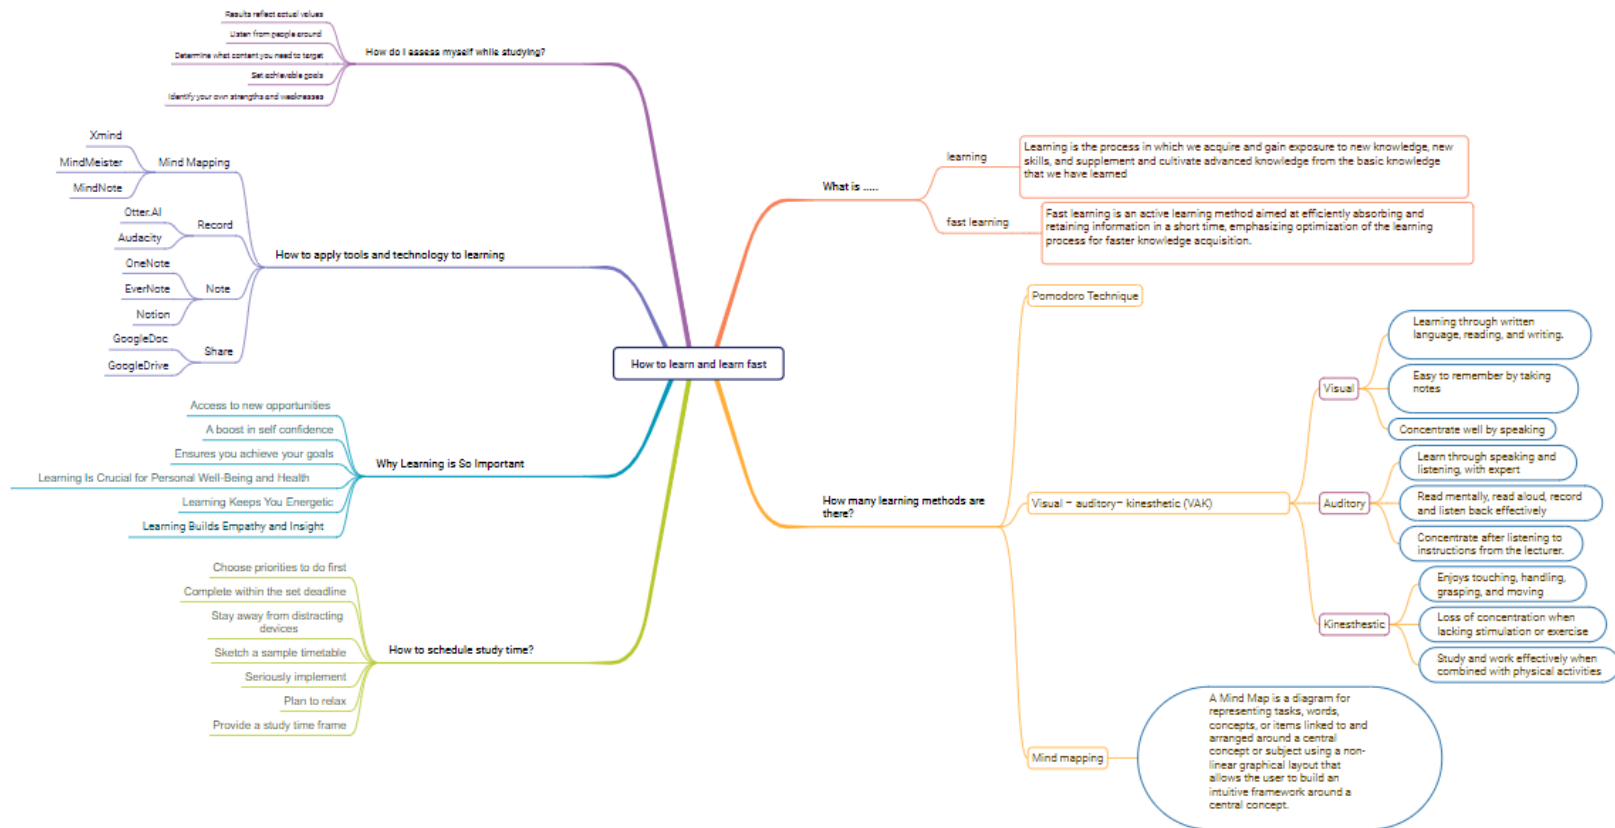 How to learn and learn fast
How do I assess myself while studying?
Results reflect actual values
Listen from people around
Determine what content you need to target
Set achievable goals
Identify your own strengths and weaknesses
How to apply tools and technology to learning
Mind Mapping
Xmind
MindMeister
MindNote
Record
Otter.AI
Audacity
Note
OneNote
EverNote
Notion
Share
GoogleDoc
GoogleDrive
Why Learning is So Important
Access to new opportunities
A boost in self confidence
Ensures you achieve your goals
Learning Is Crucial for Personal Well-Being and Health
Learning Keeps You Energetic
Learning Builds Empathy and Insight
How to schedule study time?
Choose priorities to do first
Complete within the set deadline
Stay away from distracting
devices
Sketch a sample timetable
Seriously implement
Plan to relax
Provide a study time frame
What is .....
learning
Learning is the process in which we acquire and gain exposure to new knowledge, new
skills, and supplement and cultivate advanced knowledge from the basic knowledge
that we have learned
fast learning
Fast learning is an active learning method aimed at efficiently absorbing and
retaining information in a short time, emphasizing optimization of the learning
process for faster knowledge acquisition.
How many learning methods are
there?
Pomodoro Technique
Visual – auditory– kinesthetic (VAK)
Visual
Learning through written
language, reading, and writing.
Easy to remember by taking
notes
Concentrate well by speaking
Auditory
Learn through speaking and
listening, with expert
Read mentally, read aloud, record
and listen back effectively
Concentrate after listening to
instructions from the lecturer.
Kinesthestic
Enjoys touching, handling,
grasping, and moving
Loss of concentration when
lacking stimulation or exercise
Study and work effectively when
combined with physical activities
Mind mapping
A Mind Map is a diagram for
representing tasks, words,
concepts, or items linked to and
arranged around a central
concept or subject using a non-
linear graphical layout that
allows the user to build an
intuitive framework around a
central concept.